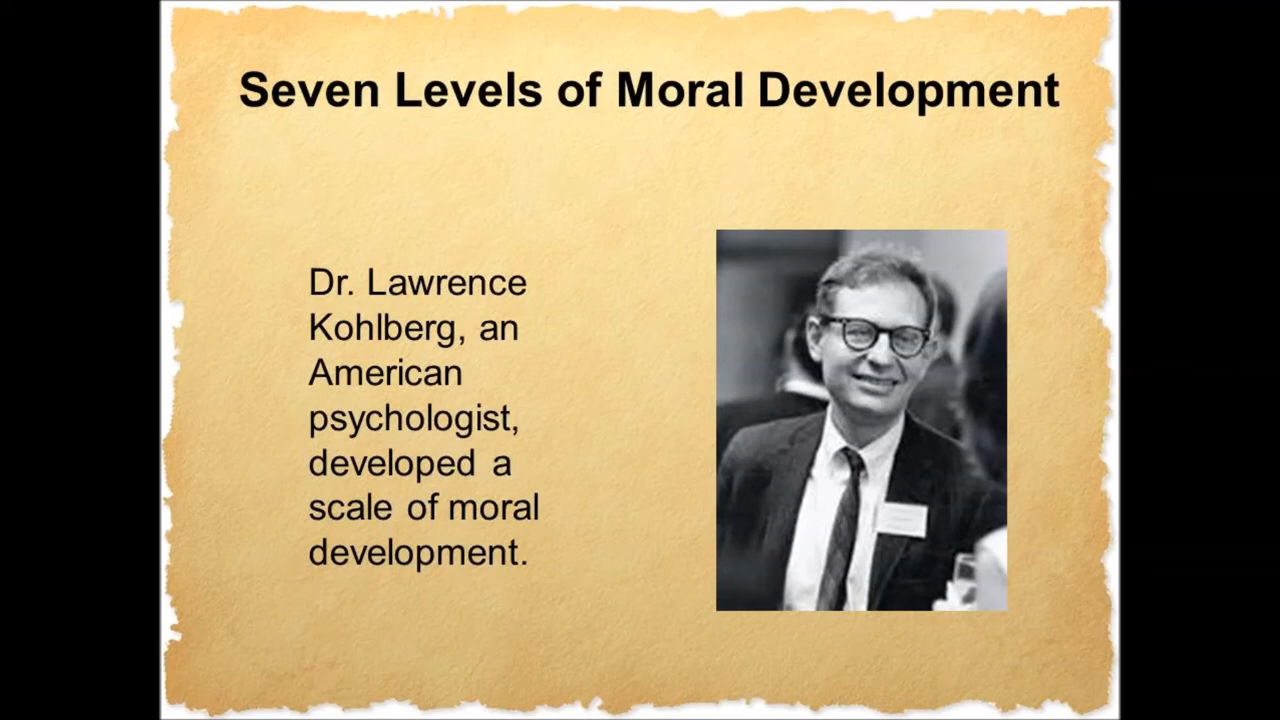 Seven Levels of Moral Development
Dr. Lawrence
Kohlberg, an
American
psychologist,
developed a
scale of moral
development.